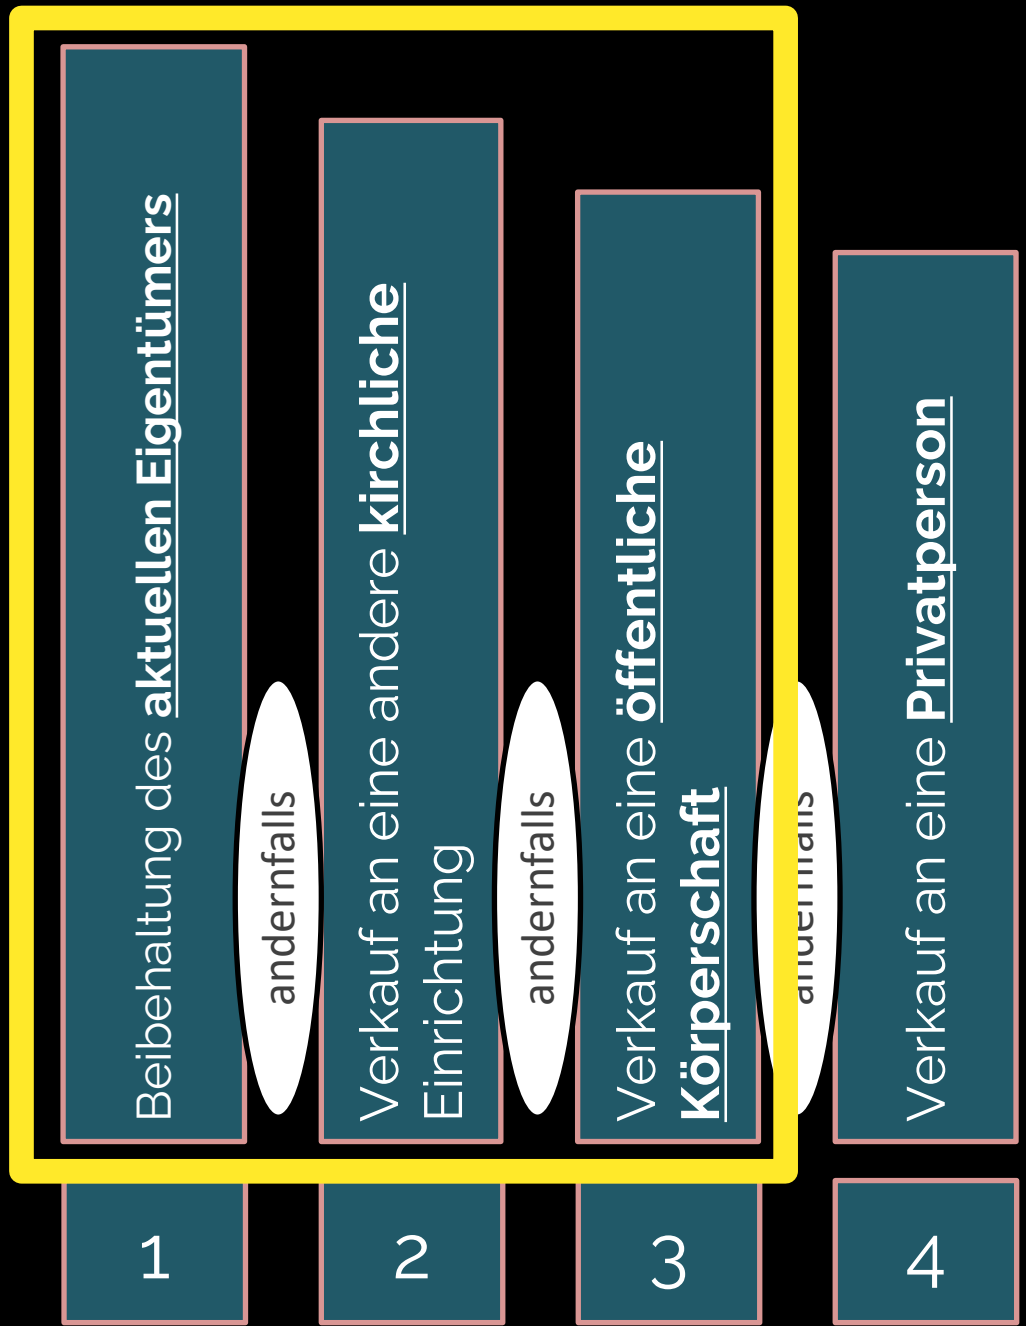 1
Beibehaltung des aktuellen Eigentümers
andernfalls
2
Verkauf an eine andere kirchliche
Einrichtung
andernfalls
3
Verkauf an eine öffentliche
Körperschaft
andernfalls
4
Verkauf an eine Privatperson